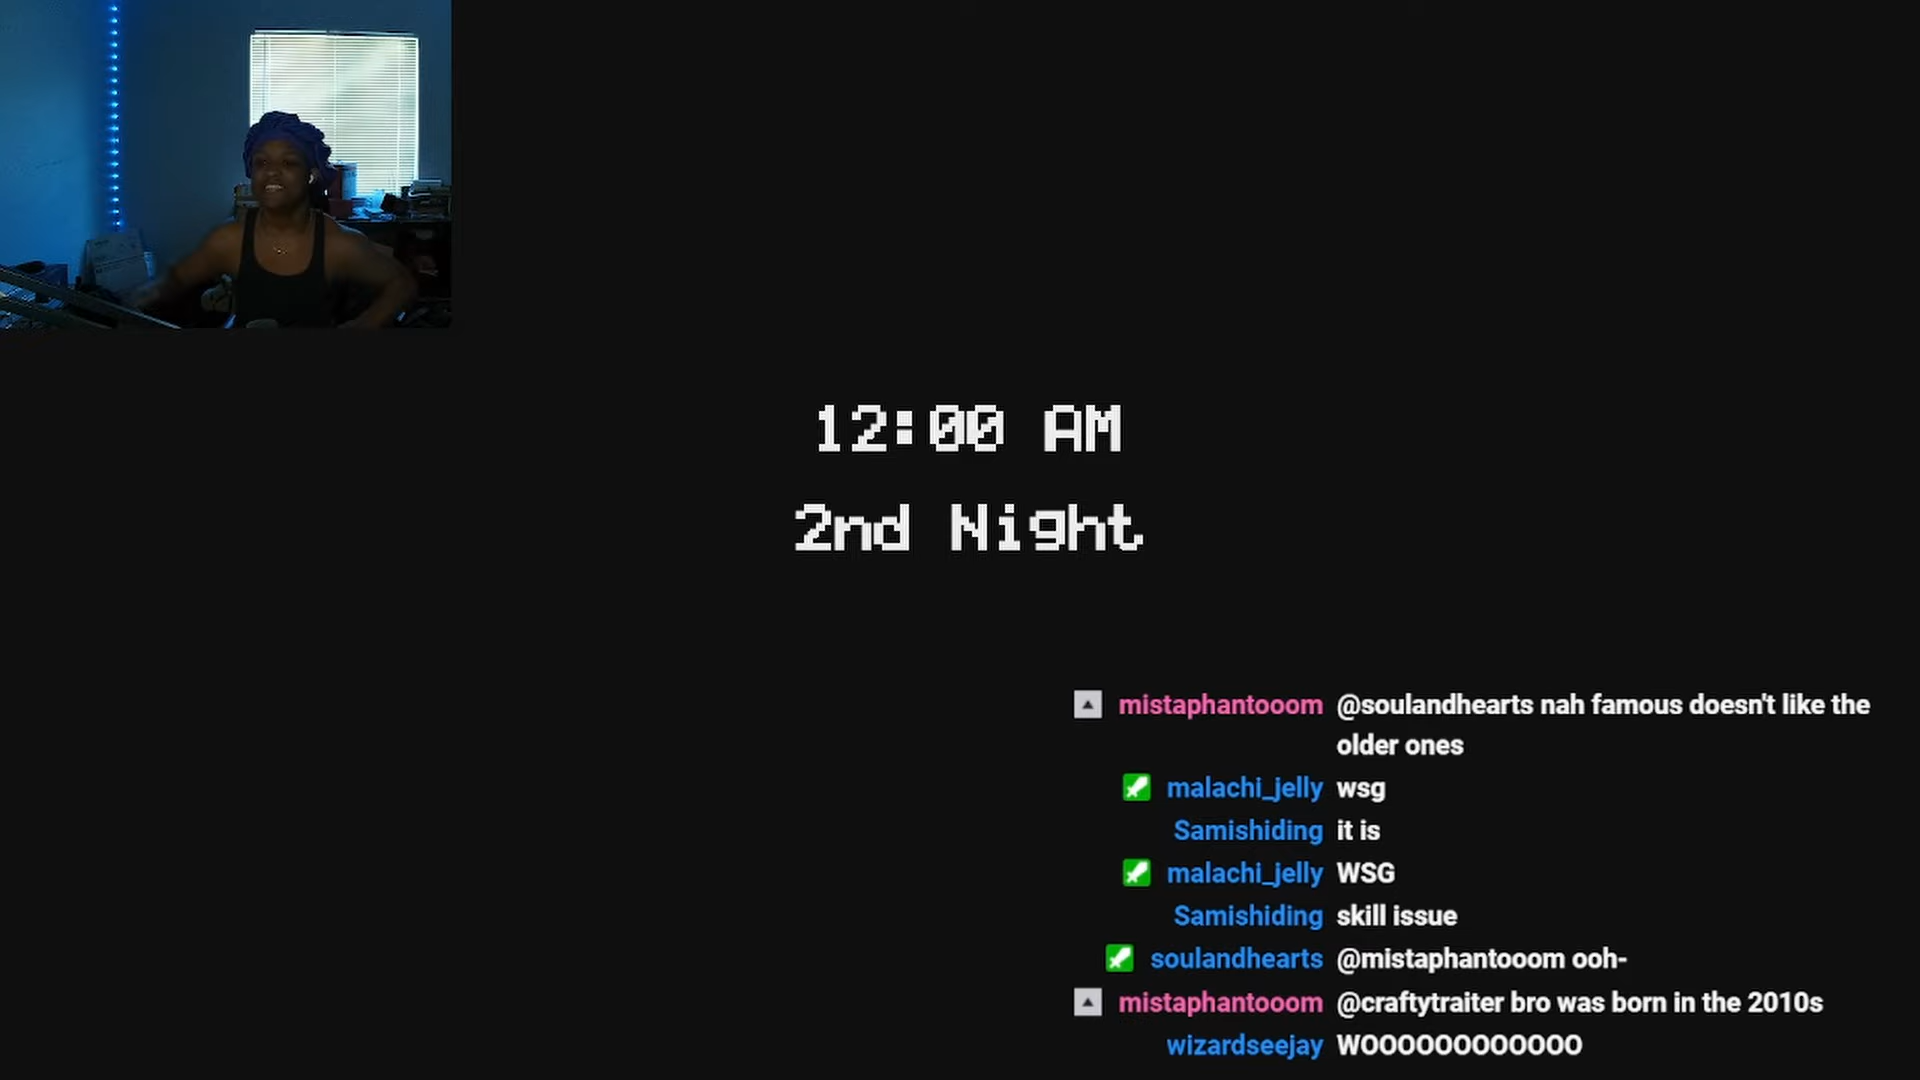 12:00 AM
2nd Night
mistaphantooom @soulandhearts nah famous doesn't like the
older ones
malachi_jelly wsg
Samishiding it is
malachi_jelly WSG
Samishiding skill issue
soulandhearts @mistaphantooom ooh-
mistaphantooom @craftytraiter bro was born in the 2010s
wizardseejay WOOOOOOOOOOOO